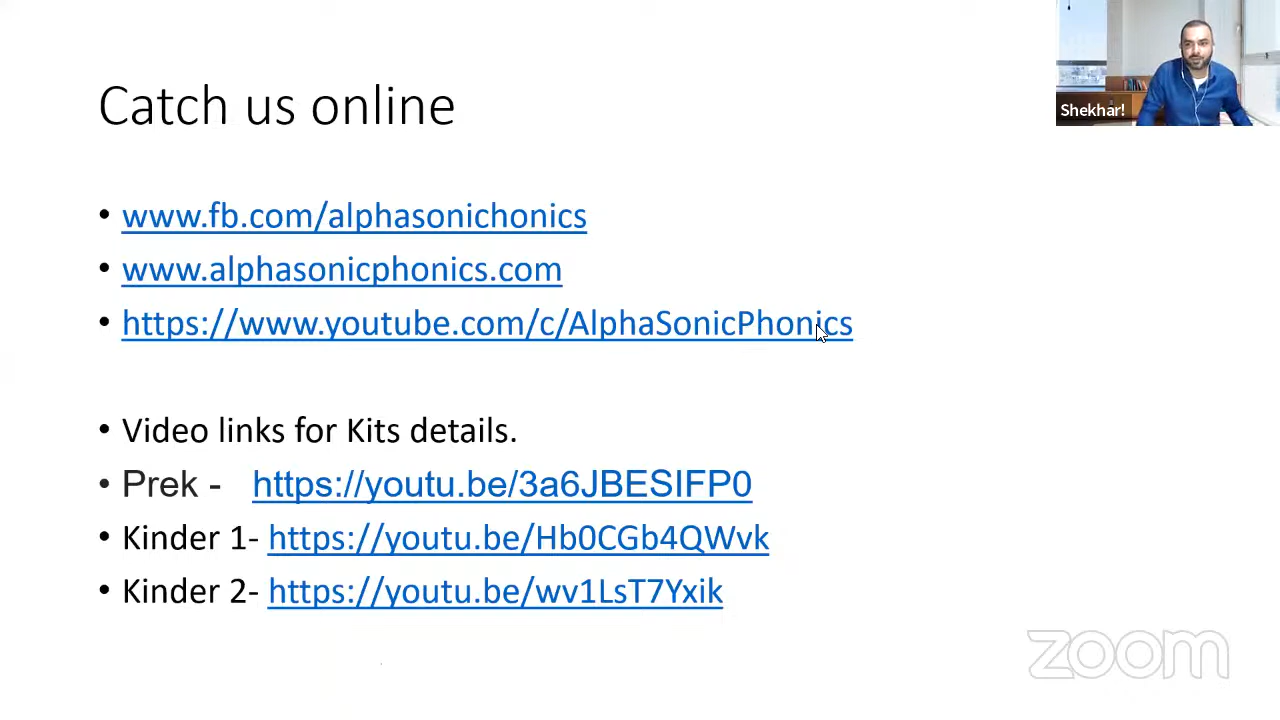 Catch us online
Shekhar!
• www.fb.com/alphasonichonics
• www.alphasonicphonics.com
• https://www.youtube.com/c/AlphaSonicPhonics
• Video links for Kits details.
• Prek - https://youtu.be/3a6JBESIFP0
• Kinder 1- https://youtu.be/Hb0CGb4QWvk
• Kinder 2- https://youtu.be/wv1LsT7Yxik
zoom